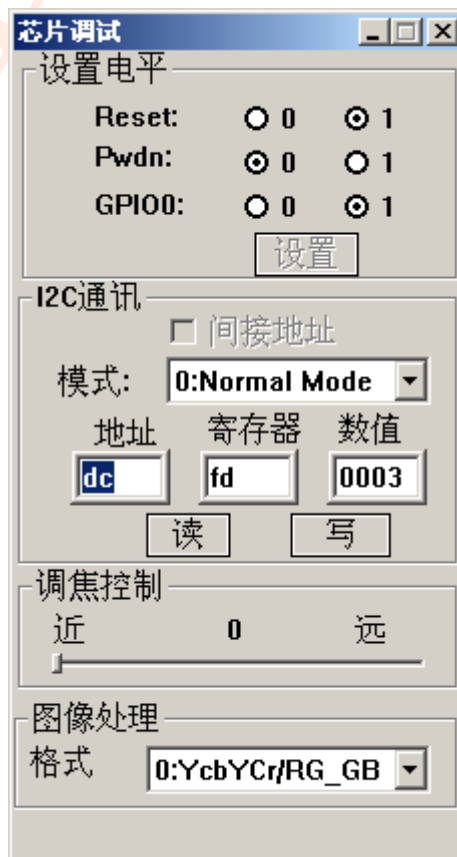 芯片调试
设置电平
Reset: 0 1
Pwdn: 0 1
GPIO0: 0 1
设置
I2C通讯
间接地址
模式: 0:Normal Mode
地址 寄存器 数值
dc fd 0003
读 写
调焦控制
近 0 远
图像处理
格式 0:YcbYCr/RG_GB